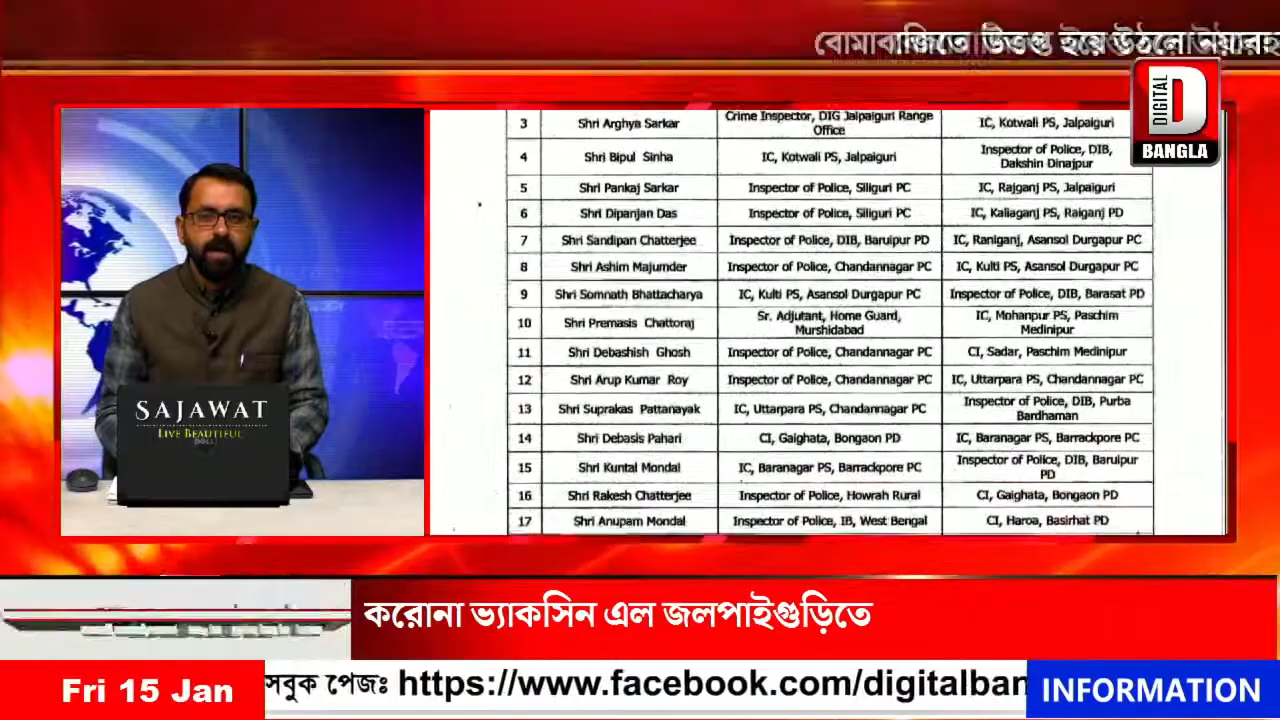 বোমাবাজিতে উত্তপ্ত হয়ে উঠলো
DIGITAL
D
BANGLA
3 Shri Arghya Sarkar Crime Inspector, DIG Jalpaiguri Range Office IC, Kotwali PS, Jalpaiguri
4 Shri Bipul Sinha IC, Kotwali PS, Jalpaiguri Inspector of Police, DIB, Dakshin Dinajpur
5 Shri Pankaj Sarkar Inspector of Police, Siliguri PC IC, Rajganj PS, Jalpaiguri
6 Shri Dipanjan Das Inspector of Police, Siliguri PC IC, Kaliaganj PS, Raiganj PD
7 Shri Sandipan Chatterjee Inspector of Police, DIB, Baruipur PD IC, Raniganj, Asansol Durgapur PC
8 Shri Ashim Majumder Inspector of Police, Chandannagar PC IC, Kulti PS, Asansol Durgapur PC
9 Shri Somnath Bhattacharya IC, Kulti PS, Asansol Durgapur PC Inspector of Police, DIB, Barasat PD
10 Shri Premasis Chattoraj Sr. Adjutant, Home Guard, Murshidabad IC, Mohanpur PS, Paschim Medinipur
11 Shri Debashish Ghosh Inspector of Police, Chandannagar PC CI, Sadar, Paschim Medinipur
12 Shri Arup Kumar Roy Inspector of Police, Chandannagar PC IC, Uttarpara PS, Chandannagar PC
13 Shri Suprakas Pattanayak IC, Uttarpara PS, Chandannagar PC Inspector of Police, DIB, Purba Bardhaman
14 Shri Debasis Pahari CI, Gaighata, Bongaon PD IC, Baranagar PS, Barrackpore PC
15 Shri Kuntal Mondal IC, Baranagar PS, Barrackpore PC Inspector of Police, DIB, Baruipur PD
16 Shri Rakesh Chatterjee Inspector of Police, Howrah Rural CI, Gaighata, Bongaon PD
17 Shri Anupam Mondal Inspector of Police, IB, West Bengal CI, Haroa, Basirhat PD
SAJAWAT
LIVE BEAUTIFUL
DELL
করোনা ভ্যাকসিন এল জলপাইগুড়িতে
Fri 15 Jan
সবুক পেজঃ https://www.facebook.com/digitalban
INFORMATION